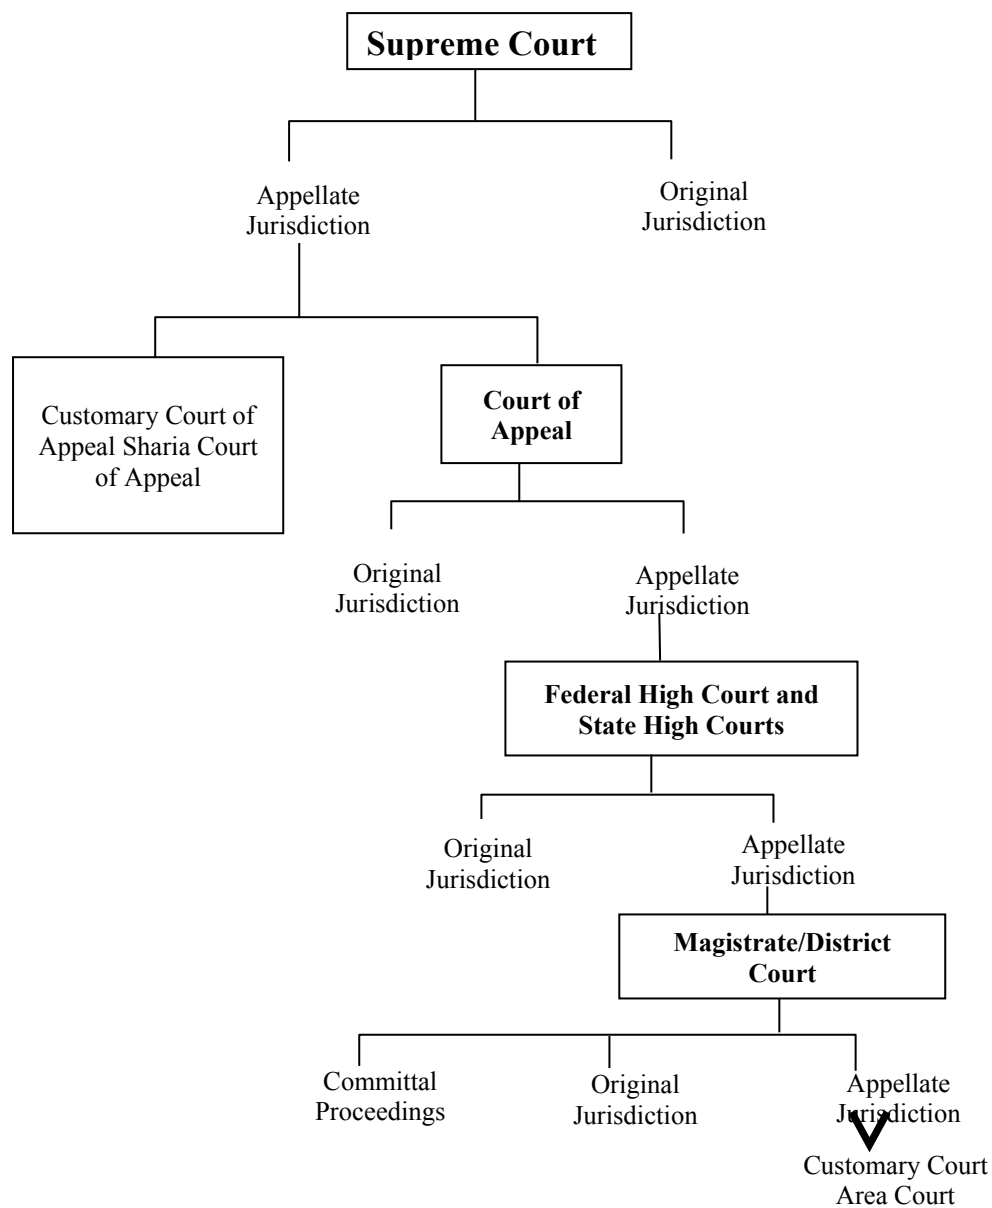 Supreme Court
Appellate
Jurisdiction
Original
Jurisdiction
Customary Court of
Appeal Sharia Court
of Appeal
Court of
Appeal
Original
Jurisdiction
Appellate
Jurisdiction
Federal High Court and
State High Courts
Original
Jurisdiction
Appellate
Jurisdiction
Magistrate/District
Court
Committal
Proceedings
Original
Jurisdiction
Appellate
Jurisdiction
Customary Court
Area Court